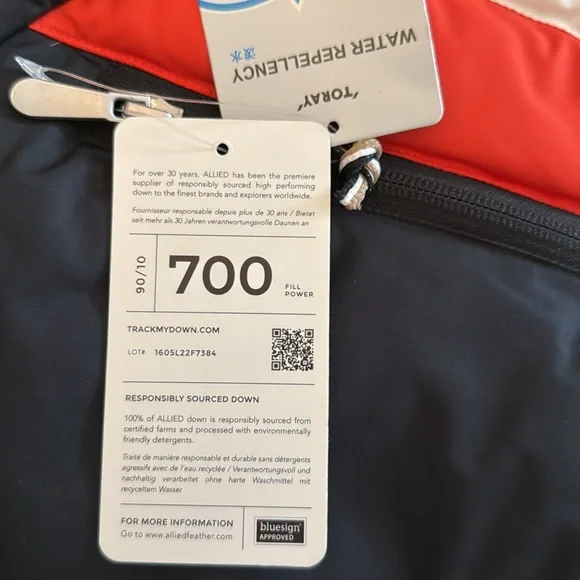 WATER REPELLENCY
溌水
'TORAY'
For over 30 years, ALLIED has been the premiere
supplier of responsibly sourced high performing
down to the finest brands and explorers worldwide.
Fournisseur responsable depuis plus de 30 ans / Bietet
seit mehr als 30 Jahren verantwortungsvolle Daunen an
90/10
700
FILL
POWER
TRACKMYDOWN.COM
LOT# 1605L22F7384
RESPONSIBLY SOURCED DOWN
100% of ALLIED down is responsibly sourced from
certified farms and processed with environmentally
friendly detergents.
Traité de manière responsable et durable sans détergents
agressifs avec de l'eau recyclée / Verantwortungsvoll und
nachhaltig verarbeitet ohne harte Waschmittel mit
recyceltem Wasser
FOR MORE INFORMATION
Go to www.alliedfeather.com
bluesign®
APPROVED